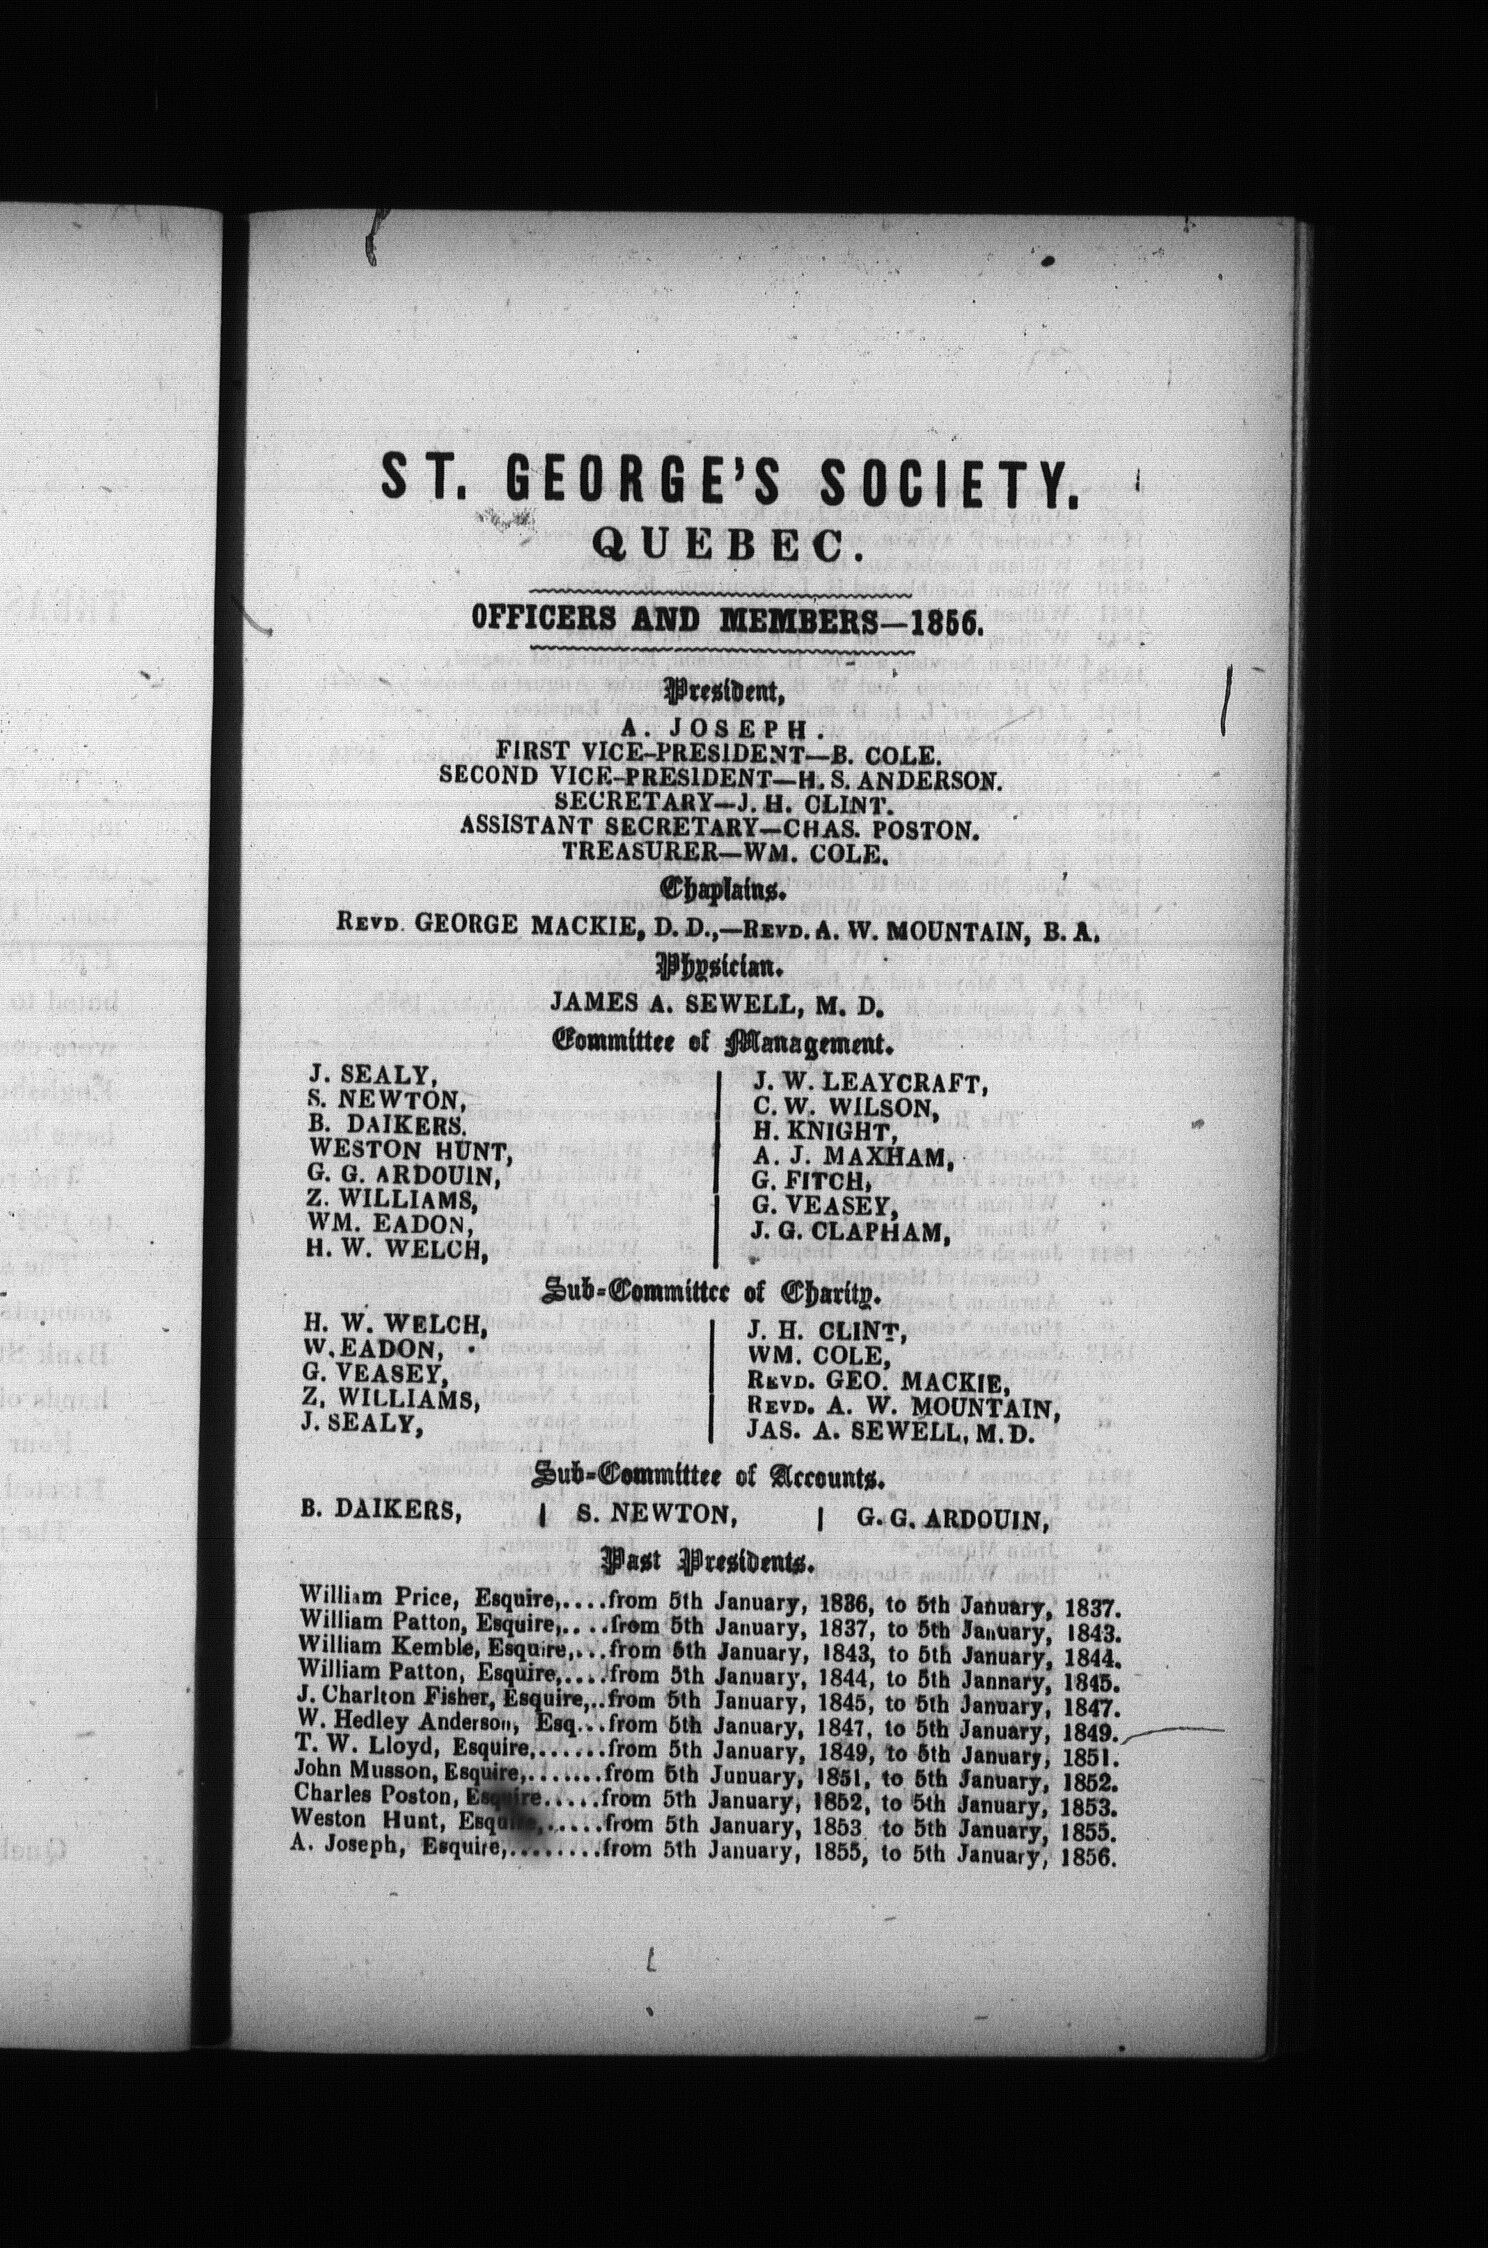 ST. GEORGE'S SOCIETY.
QUEBEC.
OFFICERS AND MEMBERS—1856.
President,
A. JOSEPH.
FIRST VICE-PRESIDENT—B. COLE.
SECOND VICE-PRESIDENT—H. S. ANDERSON.
SECRETARY—J. H. CLINT.
ASSISTANT SECRETARY—CHAS. POSTON.
TREASURER—WM. COLE.
Chaplains.
REVD. GEORGE MACKIE, D. D.,—REVD. A. W. MOUNTAIN, B. A.
Physician.
JAMES A. SEWELL, M. D.
Committee of Management.
J. SEALY,
S. NEWTON,
B. DAIKERS.
WESTON HUNT,
G. G. ARDOUIN,
Z. WILLIAMS,
WM. EADON,
H. W. WELCH,
J. W. LEAYCRAFT,
C. W. WILSON,
H. KNIGHT,
A. J. MAXHAM,
G. FITCH,
G. VEASEY,
J. G. CLAPHAM,
Sub-Committee of Charity.
H. W. WELCH,
W. EADON,
G. VEASEY,
Z, WILLIAMS,
J. SEALY,
J. H. CLINT,
WM. COLE,
REVD. GEO. MACKIE,
REVD. A. W. MOUNTAIN,
JAS. A. SEWELL, M. D.
Sub-Committee of Accounts.
B. DAIKERS, | S. NEWTON, | G. G. ARDOUIN,
Past Presidents.
William Price, Esquire,....from 5th January, 1836, to 5th January, 1837.
William Patton, Esquire,....from 5th January, 1837, to 5th January, 1843.
William Kemble, Esquire,...from 5th January, 1843, to 5th January, 1844.
William Patton, Esquire,....from 5th January, 1844, to 5th Jannary, 1845.
J. Charlton Fisher, Esquire,..from 5th January, 1845, to 5th January, 1847.
W. Hedley Anderson, Esq...from 5th January, 1847, to 5th January, 1849.
T. W. Lloyd, Esquire,......from 5th January, 1849, to 5th January, 1851.
John Musson, Esquire,.......from 5th Junuary, 1851, to 5th January, 1852.
Charles Poston, Esquire.....from 5th January, 1852, to 5th January, 1853.
Weston Hunt, Esquire,......from 5th January, 1853 to 5th January, 1855.
A. Joseph, Esquire,........from 5th January, 1855, to 5th January, 1856.